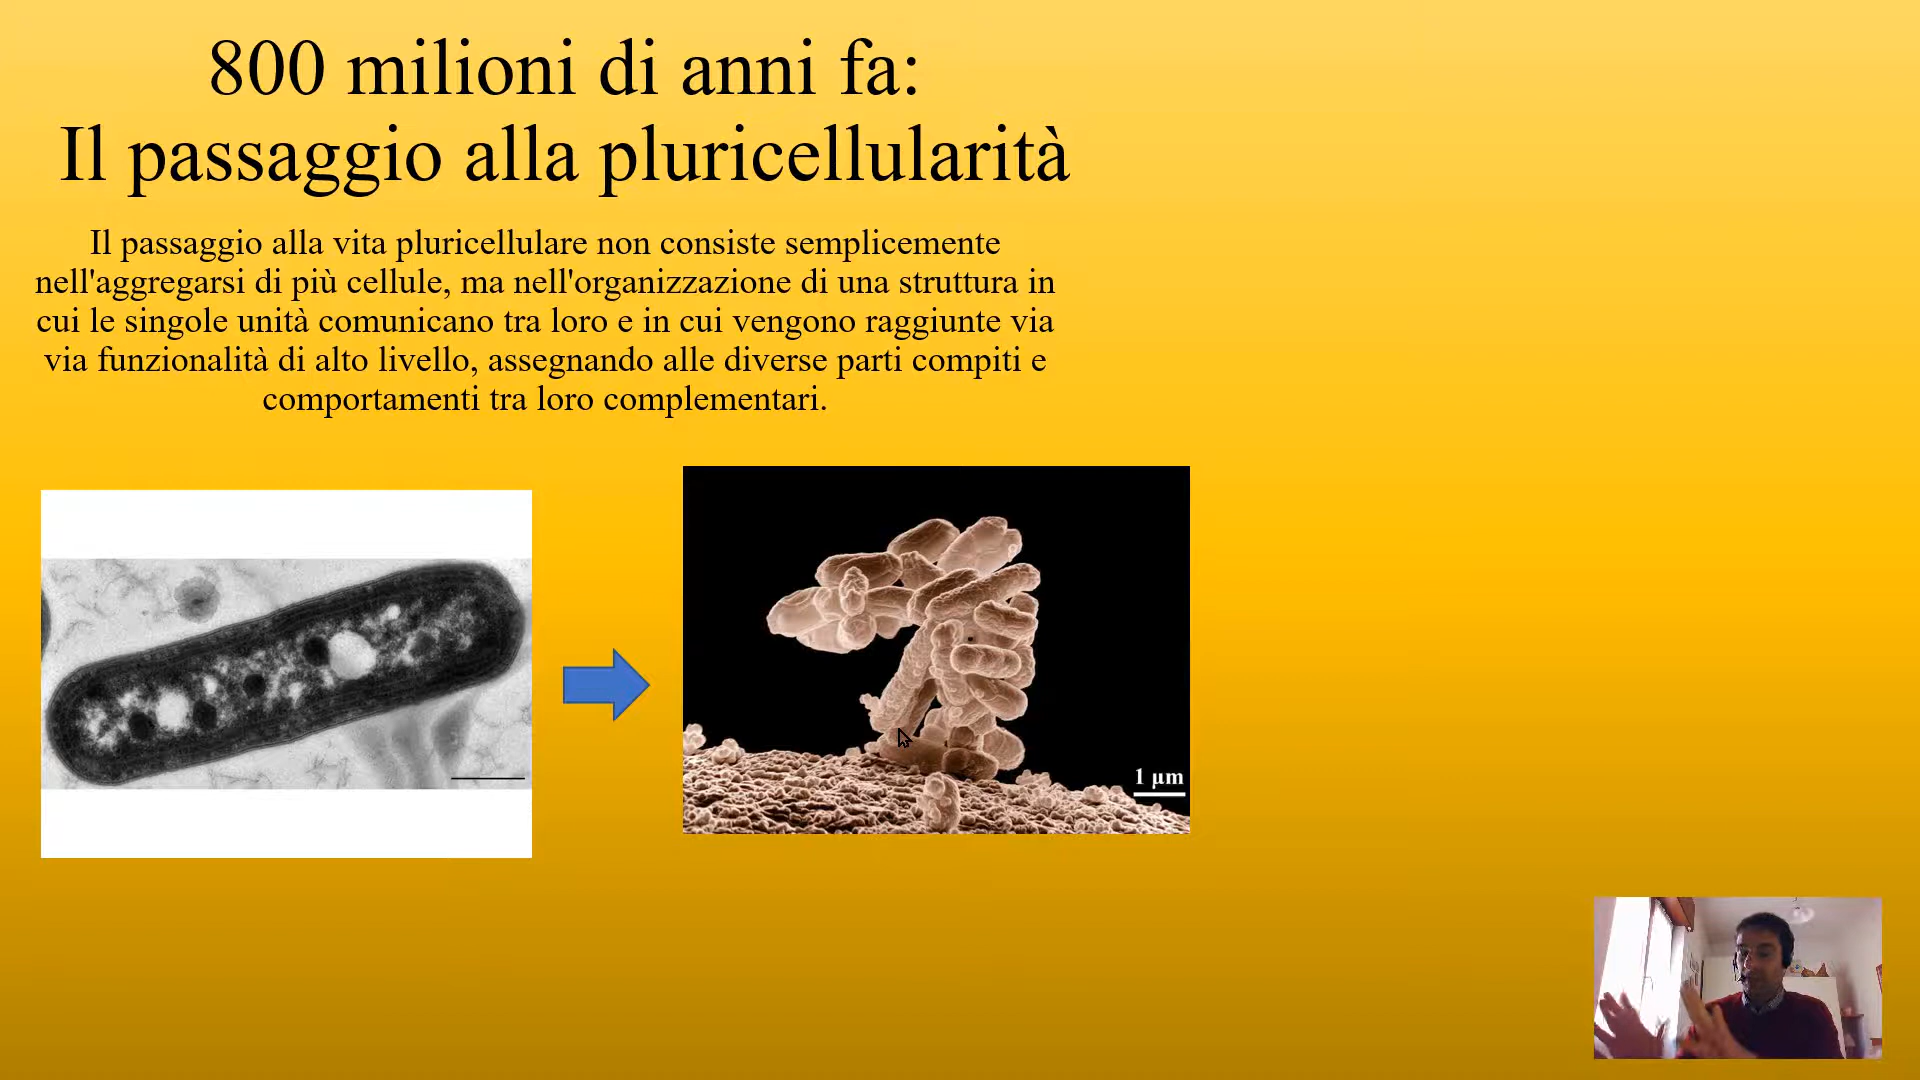 800 milioni di anni fa:
Il passaggio alla pluricellularità
Il passaggio alla vita pluricellulare non consiste semplicemente
nell'aggregarsi di più cellule, ma nell'organizzazione di una struttura in
cui le singole unità comunicano tra loro e in cui vengono raggiunte via
via funzionalità di alto livello, assegnando alle diverse parti compiti e
comportamenti tra loro complementari.
1 µm